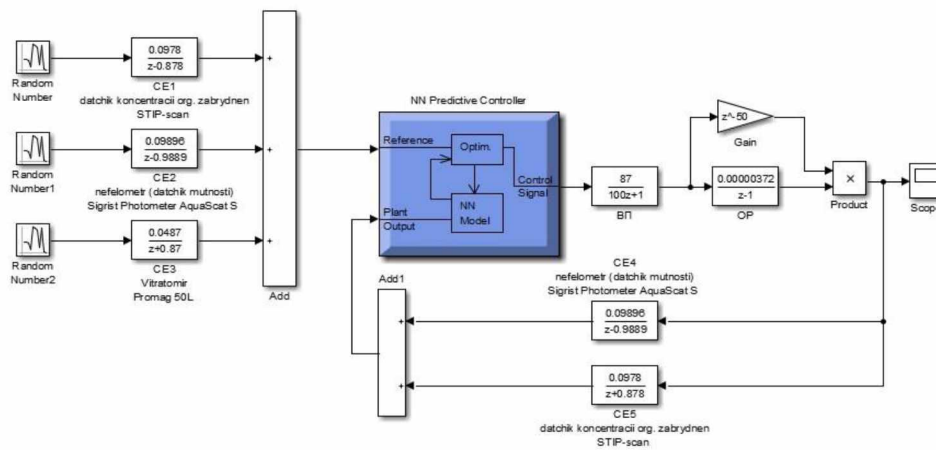 Random
Number
0.0978
z-0.878
CE1
datchik koncentracii org. zabrydnen
STIP-scan
Random
Number1
0.09896
z-0.9889
CE2
nefelometr (datchik mutnosti)
Sigrist Photometer AquaScat S
Random
Number2
0.0487
z+0.87
CE3
Vitratomir
Promag 50L
+
+
+
Add
NN Predictive Controller
Reference
Optim.
Control
Signal
Plant
Output
NN
Model
87
100z+1
ВП
z^-50
Gain
0.00000372
z-1
ОР
×
Product
Scop
Add1
+
+
CE4
nefelometr (datchik mutnosti)
Sigrist Photometer AquaScat S
0.09896
z-0.9889
0.0978
z+0.878
CE5
datchik koncentracii org. zabrydnen
STIP-scan